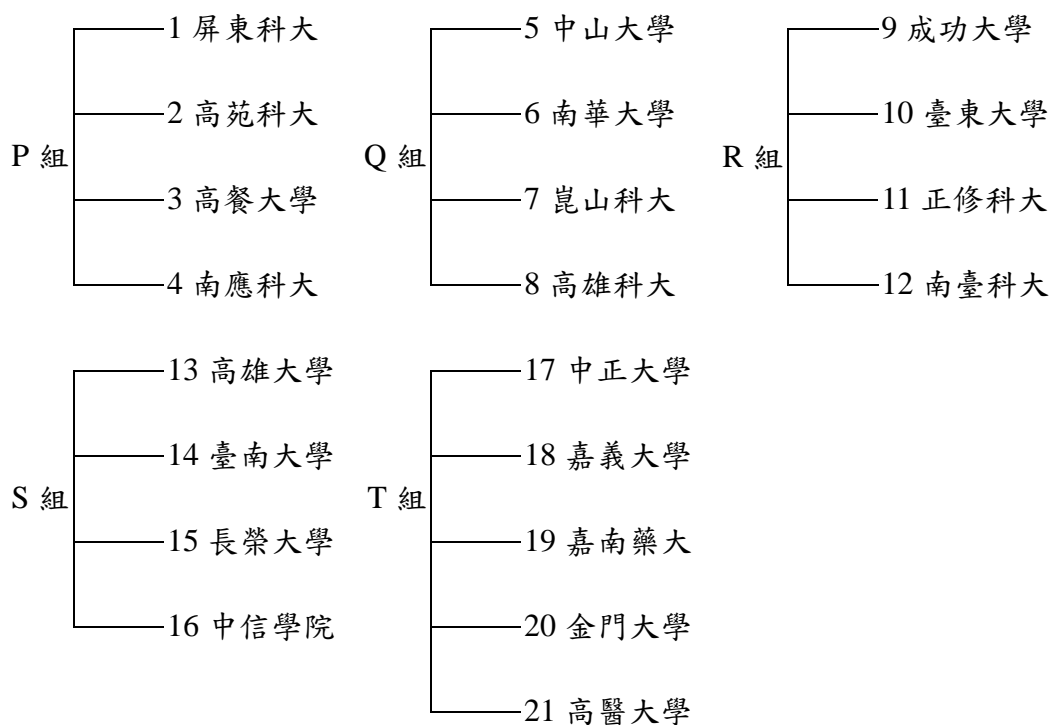 P 組
1 屏東科大
2 高苑科大
3 高餐大學
4 南應科大
Q 組
5 中山大學
6 南華大學
7 崑山科大
8 高雄科大
R 組
9 成功大學
10 臺東大學
11 正修科大
12 南臺科大
S 組
13 高雄大學
14 臺南大學
15 長榮大學
16 中信學院
T 組
17 中正大學
18 嘉義大學
19 嘉南藥大
20 金門大學
21 高醫大學